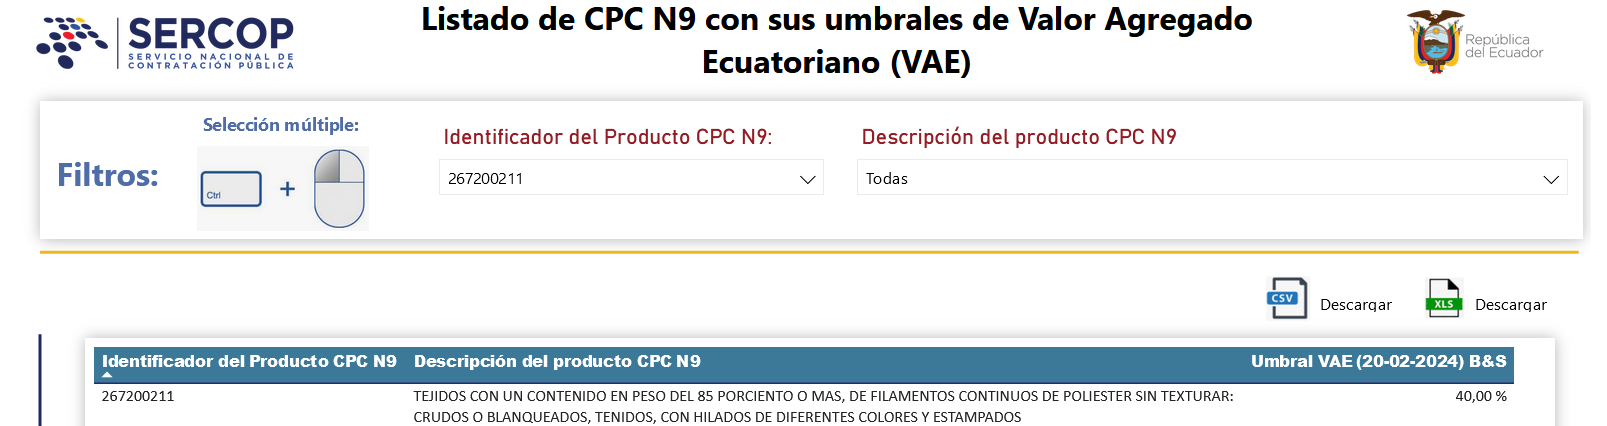 SERCOP
SERVICIO NACIONAL DE
CONTRATACIÓN PÚBLICA
Listado de CPC N9 con sus umbrales de Valor Agregado
Ecuatoriano (VAE)
República
del Ecuador
Filtros:
Selección múltiple:
Ctrl
+
Identificador del Producto CPC N9:
267200211
Descripción del producto CPC N9
Todas
CSV
Descargar
XLS
Descargar
Identificador del Producto CPC N9 Descripción del producto CPC N9 Umbral VAE (20-02-2024) B&S
267200211 TEJIDOS CON UN CONTENIDO EN PESO DEL 85 PORCIENTO O MAS, DE FILAMENTOS CONTINUOS DE POLIESTER SIN TEXTURAR: 40,00 %
CRUDOS O BLANQUEADOS, TENIDOS, CON HILADOS DE DIFERENTES COLORES Y ESTAMPADOS